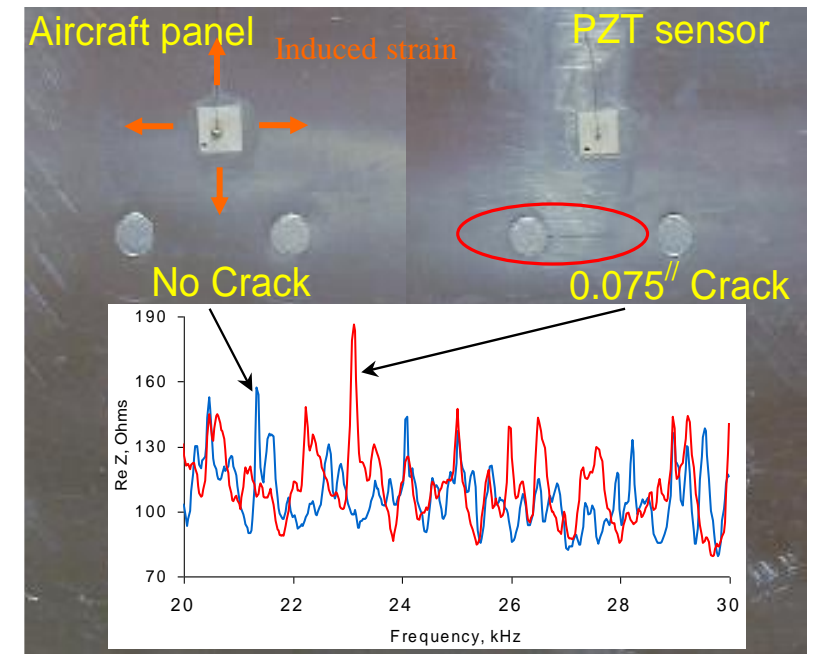 Aircraft panel
Induced strain
PZT sensor
No Crack
0.075// Crack
190
160
130
100
70
Re Z, Ohms
20 22 24 26 28 30
Frequency, kHz